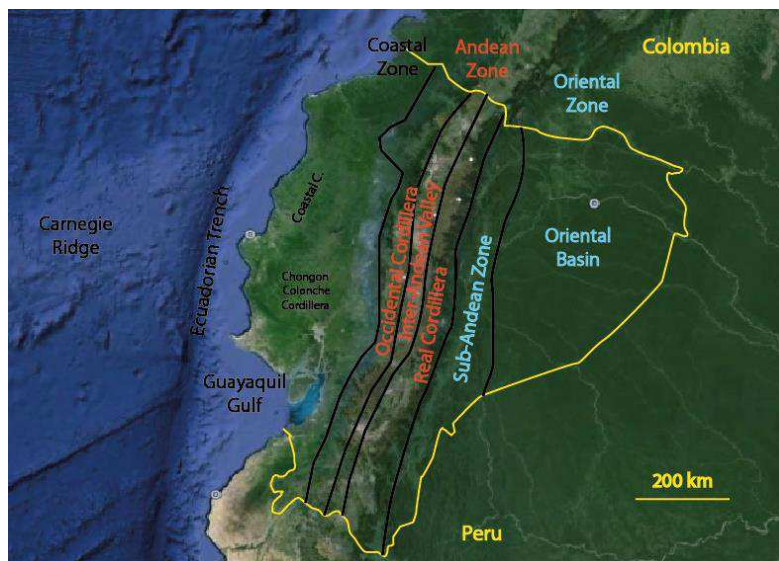 Coastal
Zone
Andean
Zone
Colombia
Oriental
Zone
Carnegie
Ridge
Ecuadorian Trench
Coastal C.
Chongon
Colonche
Cordillera
Occidental Cordillera
Inter-Andean Valley
Real Cordillera
Sub-Andean Zone
Oriental
Basin
Guayaquil
Gulf
200 km
Peru